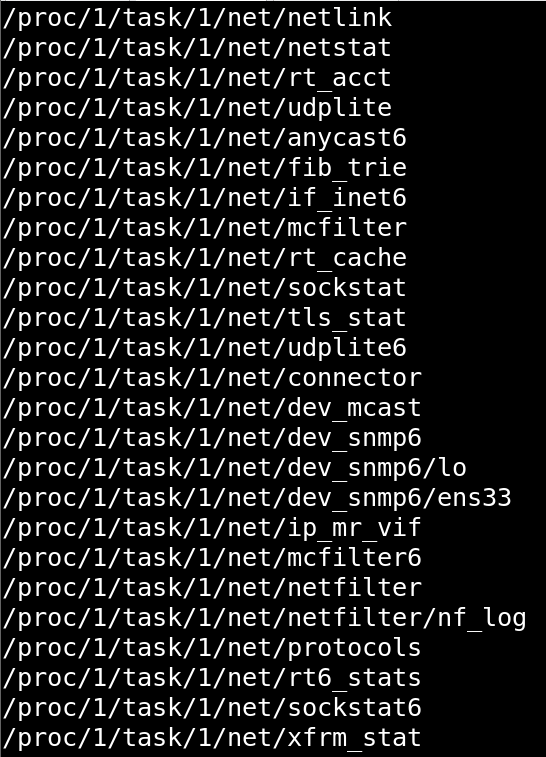 /proc/1/task/1/net/netlink
/proc/1/task/1/net/netstat
/proc/1/task/1/net/rt_acct
/proc/1/task/1/net/udplite
/proc/1/task/1/net/anycast6
/proc/1/task/1/net/fib_trie
/proc/1/task/1/net/if_inet6
/proc/1/task/1/net/mcfilter
/proc/1/task/1/net/rt_cache
/proc/1/task/1/net/sockstat
/proc/1/task/1/net/tls_stat
/proc/1/task/1/net/udplite6
/proc/1/task/1/net/connector
/proc/1/task/1/net/dev_mcast
/proc/1/task/1/net/dev_snmp6
/proc/1/task/1/net/dev_snmp6/lo
/proc/1/task/1/net/dev_snmp6/ens33
/proc/1/task/1/net/ip_mr_vif
/proc/1/task/1/net/mcfilter6
/proc/1/task/1/net/netfilter
/proc/1/task/1/net/netfilter/nf_log
/proc/1/task/1/net/protocols
/proc/1/task/1/net/rt6_stats
/proc/1/task/1/net/sockstat6
/proc/1/task/1/net/xfrm_stat